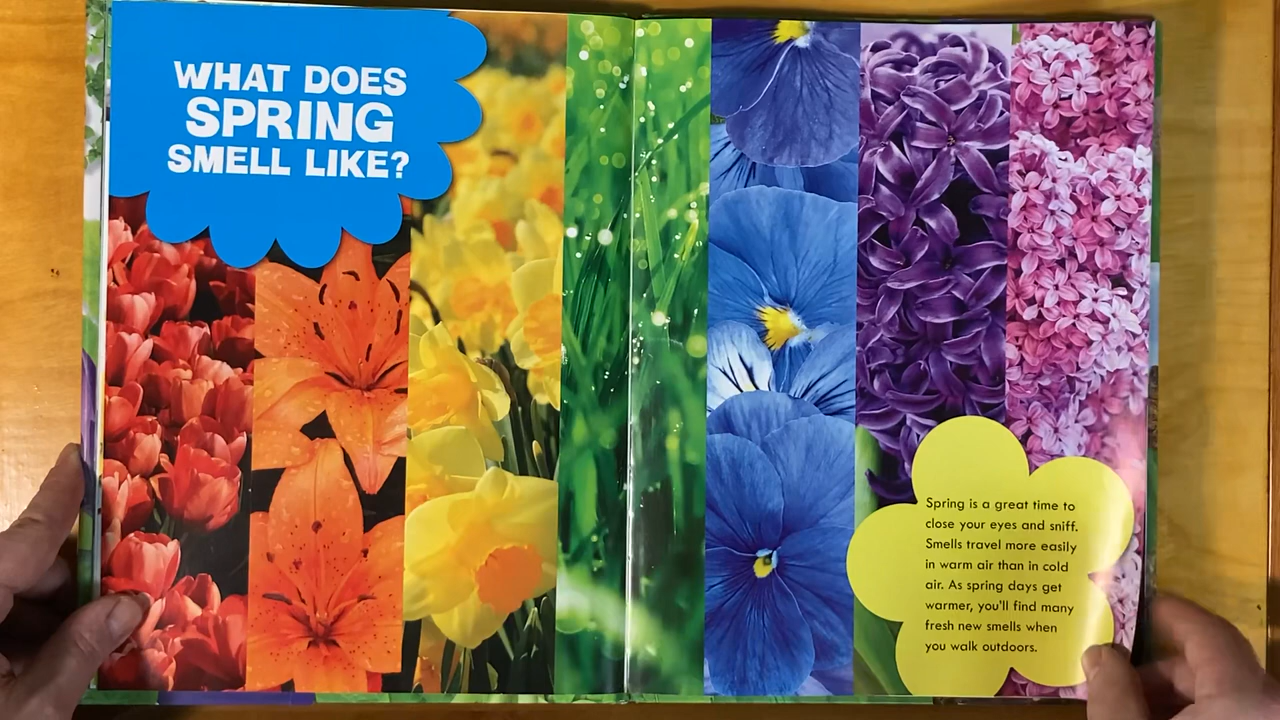 WHAT DOES
SPRING
SMELL LIKE?
Spring is a great time to
close your eyes and sniff.
Smells travel more easily
in warm air than in cold
air. As spring days get
warmer, you'll find many
fresh new smells when
you walk outdoors.